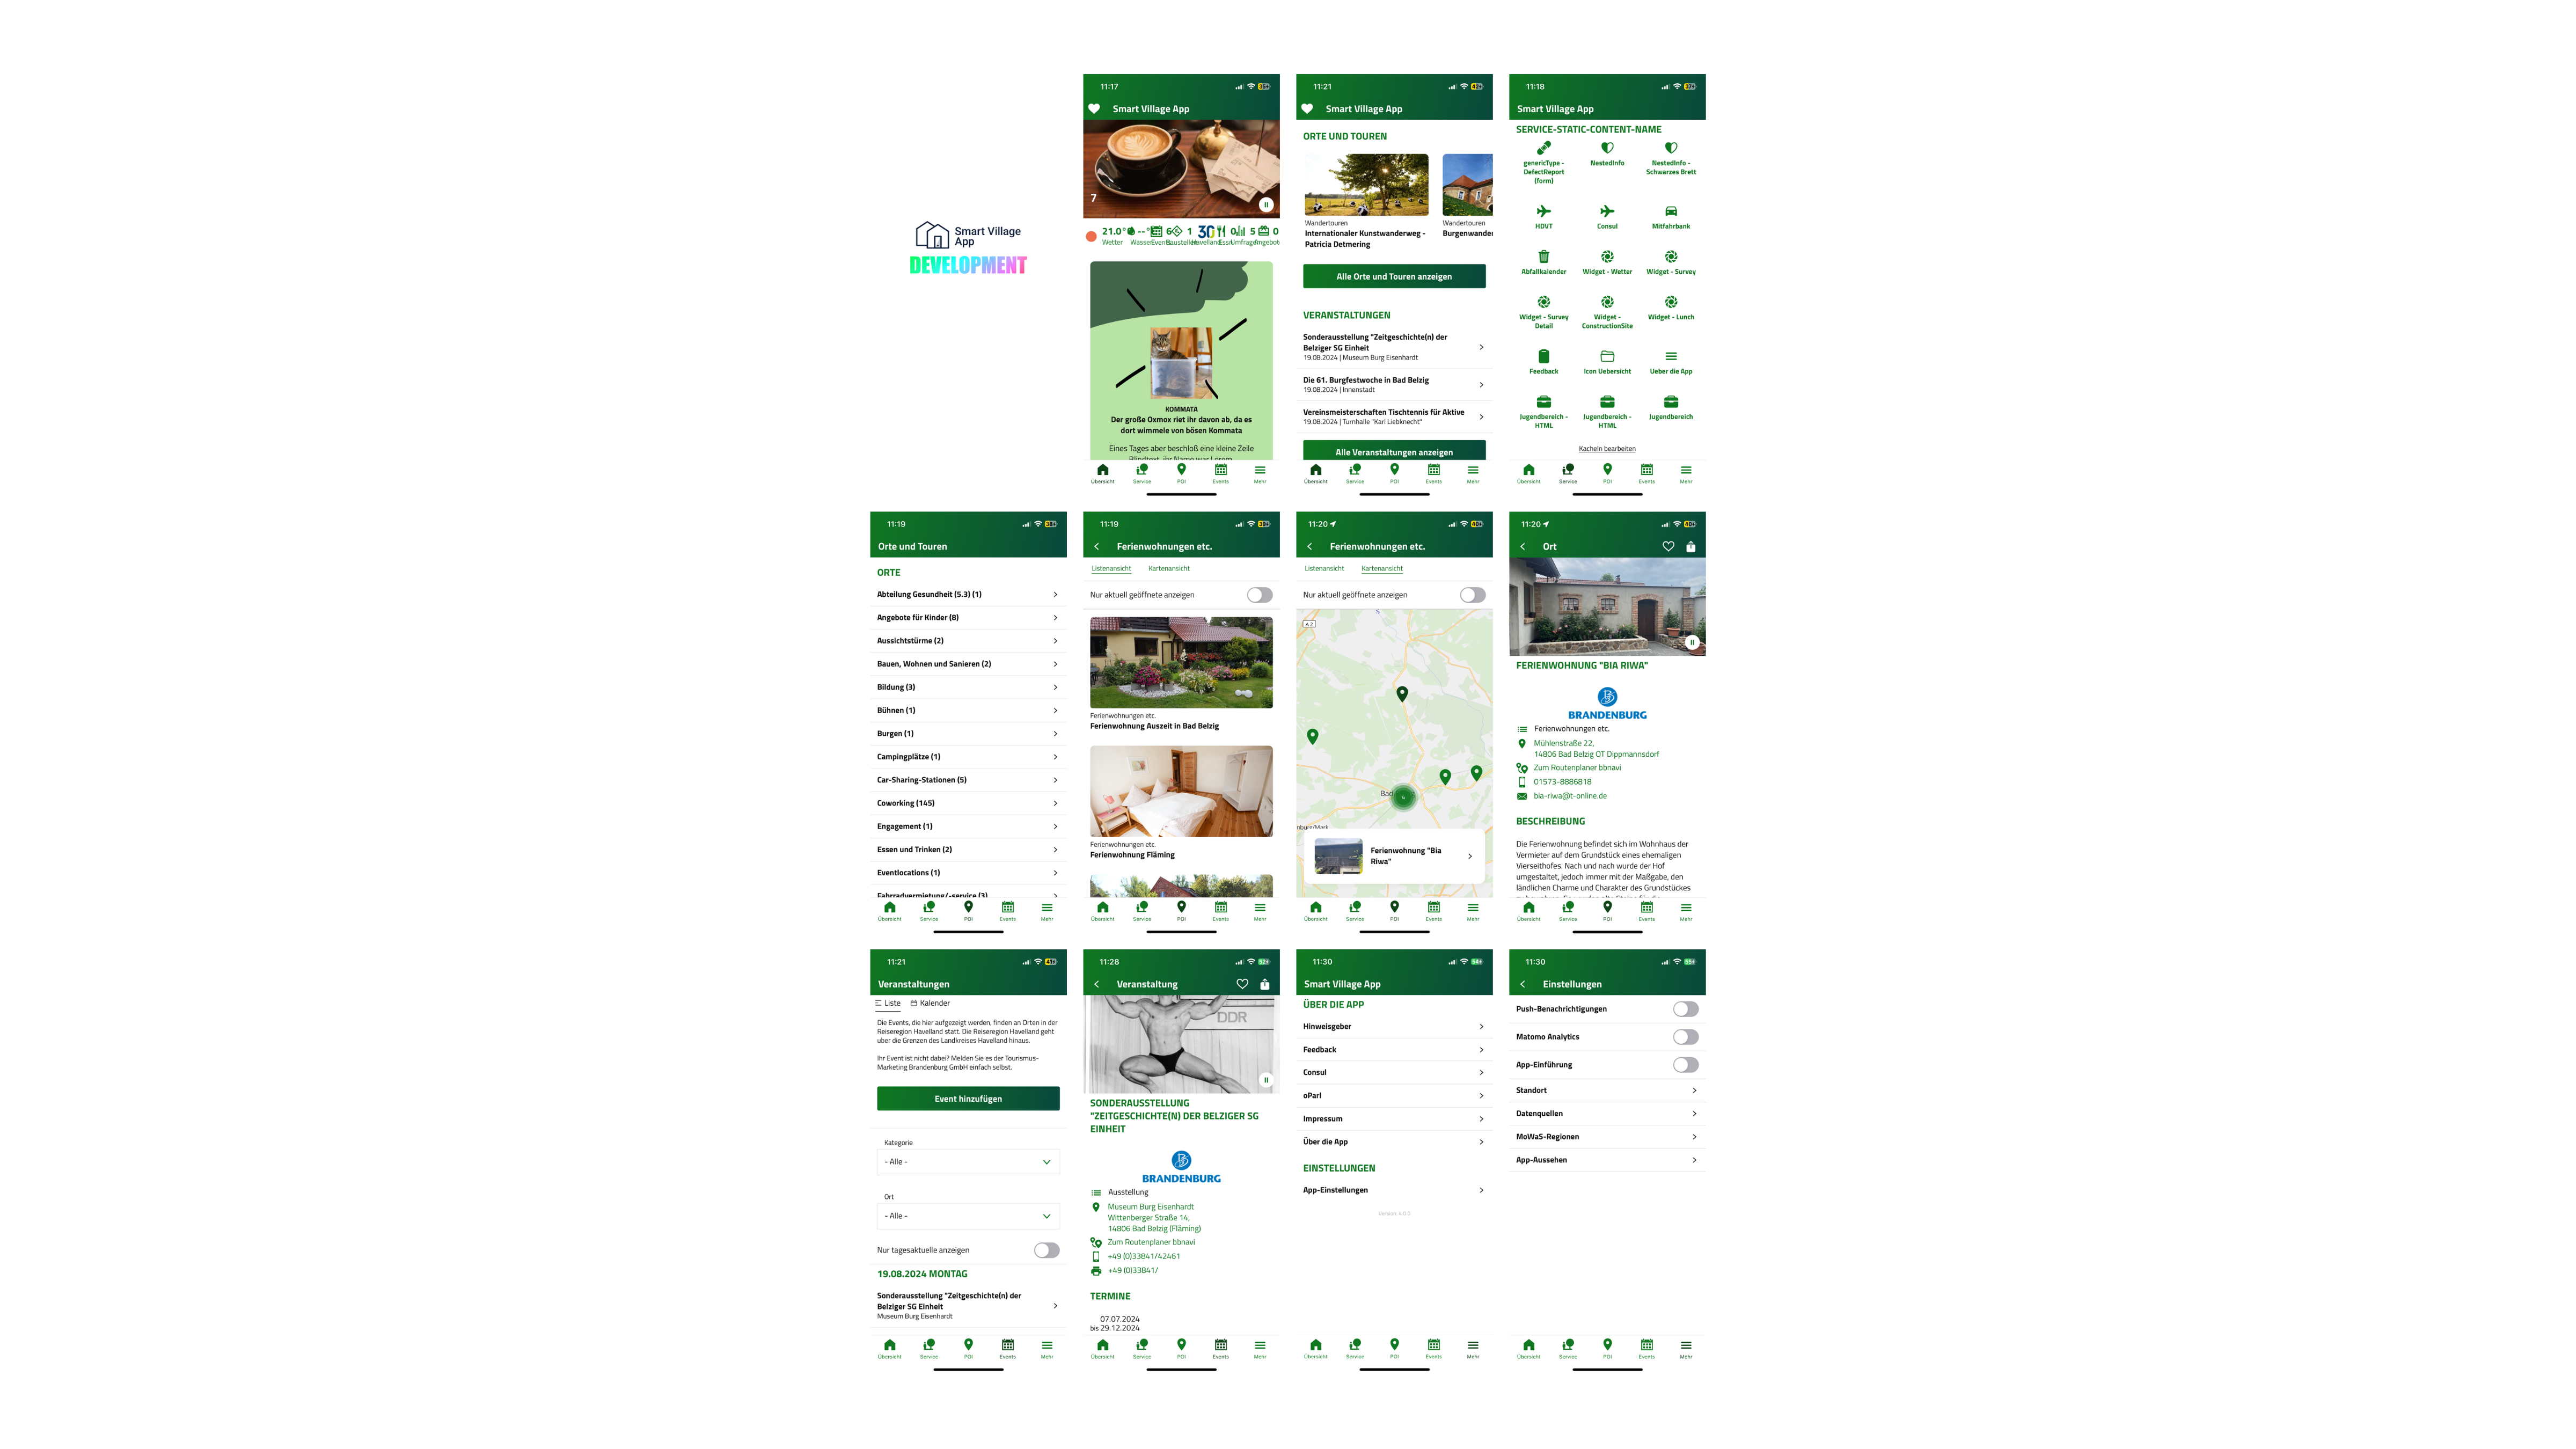 Smart Village
App
DEVELOPMENT
11:17
Smart Village App
7
21.0°
--°
6
1
30
0
5
0
Wetter
Wasser
Events
Baustellen
Havelland
Essen
Umfragen
Angebote
KOMMATA
Der große Oxmox riet ihr davon ab, da es
dort wimmele von bösen Kommata
Eines Tages aber beschloß eine kleine Zeile
Blindtext, ihr Name war Lorem
Übersicht
Service
POI
Events
Mehr
11:21
Smart Village App
ORTE UND TOUREN
Wandertouren
Internationaler Kunstwanderweg -
Patricia Detmering
Wandertouren
Burgenwander
Alle Orte und Touren anzeigen
VERANSTALTUNGEN
Sonderausstellung "Zeitgeschichte(n) der
Belziger SG Einheit
19.08.2024 | Museum Burg Eisenhardt
Die 61. Burgfestwoche in Bad Belzig
19.08.2024 | Innenstadt
Vereinsmeisterschaften Tischtennis für Aktive
19.08.2024 | Turnhalle "Karl Liebknecht"
Alle Veranstaltungen anzeigen
Übersicht
Service
POI
Events
Mehr
11:18
Smart Village App
SERVICE-STATIC-CONTENT-NAME
genericType -
DefectReport
(form)
NestedInfo
NestedInfo -
Schwarzes Brett
HDVT
Consul
Mitfahrbank
Abfallkalender
Widget - Wetter
Widget - Survey
Widget - Survey
Detail
Widget -
ConstructionSite
Widget - Lunch
Feedback
Icon Uebersicht
Ueber die App
Jugendbereich -
HTML
Jugendbereich -
HTML
Jugendbereich
Kacheln bearbeiten
Übersicht
Service
POI
Events
Mehr
11:19
Orte und Touren
ORTE
Abteilung Gesundheit (5.3) (1)
Angebote für Kinder (8)
Aussichtstürme (2)
Bauen, Wohnen und Sanieren (2)
Bildung (3)
Bühnen (1)
Burgen (1)
Campingplätze (1)
Car-Sharing-Stationen (5)
Coworking (145)
Engagement (1)
Essen und Trinken (2)
Eventlocations (1)
Fahrradvermietung/-service (3)
Übersicht
Service
POI
Events
Mehr
11:19
Ferienwohnungen etc.
Listenansicht
Kartenansicht
Nur aktuell geöffnete anzeigen
Ferienwohnungen etc.
Ferienwohnung Auszeit in Bad Belzig
Ferienwohnungen etc.
Ferienwohnung Fläming
Übersicht
Service
POI
Events
Mehr
11:20
Ferienwohnungen etc.
Listenansicht
Kartenansicht
Nur aktuell geöffnete anzeigen
A 2
Bad
4
nburg/Mark
Ferienwohnung "Bia
Riwa"
Übersicht
Service
POI
Events
Mehr
11:20
Ort
FERIENWOHNUNG "BIA RIWA"
BRANDENBURG
Ferienwohnungen etc.
Mühlenstraße 22,
14806 Bad Belzig OT Dippmannsdorf
Zum Routenplaner bbnavi
01573-8886818
bia-riwa@t-online.de
BESCHREIBUNG
Die Ferienwohnung befindet sich im Wohnhaus der
Vermieter auf dem Grundstück eines ehemaligen
Vierseithofes. Nach und nach wurde der Hof
umgestaltet, jedoch immer mit der Maßgabe, den
ländlichen Charme und Charakter des Grundstückes
Übersicht
Service
POI
Events
Mehr
11:21
Veranstaltungen
Liste
Kalender
Die Events, die hier aufgezeigt werden, finden an Orten in der
Reiseregion Havelland statt. Die Reiseregion Havelland geht
über die Grenzen des Landkreises Havelland hinaus.
Ihr Event ist nicht dabei? Melden Sie es der Tourismus-
Marketing Brandenburg GmbH einfach selbst.
Event hinzufügen
Kategorie
- Alle -
Ort
- Alle -
Nur tagesaktuelle anzeigen
19.08.2024 MONTAG
Sonderausstellung "Zeitgeschichte(n) der
Belziger SG Einheit
Museum Burg Eisenhardt
Übersicht
Service
POI
Events
Mehr
11:28
Veranstaltung
DDR
SONDERAUSSTELLUNG
"ZEITGESCHICHTE(N) DER BELZIGER SG
EINHEIT
BRANDENBURG
Ausstellung
Museum Burg Eisenhardt
Wittenberger Straße 14,
14806 Bad Belzig (Fläming)
Zum Routenplaner bbnavi
+49 (0)33841/42461
+49 (0)33841/
TERMINE
07.07.2024
bis 29.12.2024
Übersicht
Service
POI
Events
Mehr
11:30
Smart Village App
ÜBER DIE APP
Hinweisgeber
Feedback
Consul
oParl
Impressum
Über die App
EINSTELLUNGEN
App-Einstellungen
Version: 4.0.0
Übersicht
Service
POI
Events
Mehr
11:30
Einstellungen
Push-Benachrichtigungen
Matomo Analytics
App-Einführung
Standort
Datenquellen
MoWaS-Regionen
App-Aussehen
Übersicht
Service
POI
Events
Mehr